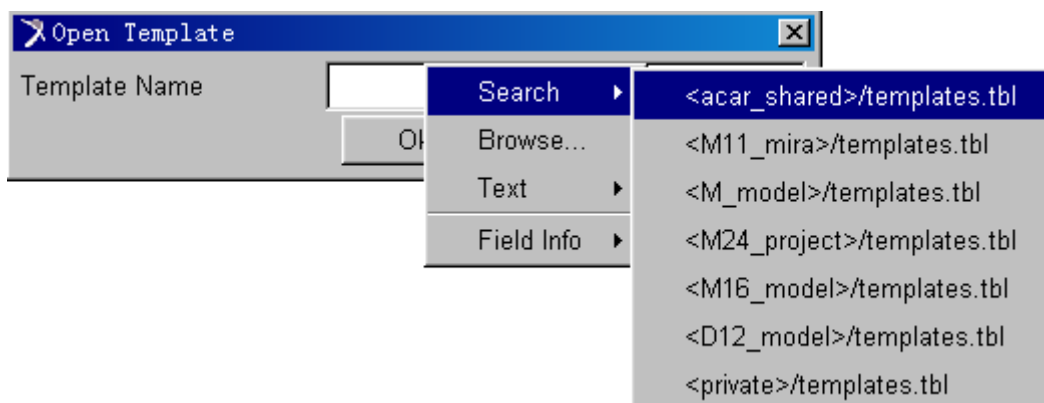 Open Template
Template Name
Search
Browse...
Text
Field Info
<acar_shared>/templates.tbl
<M11_mira>/templates.tbl
<M_model>/templates.tbl
<M24_project>/templates.tbl
<M16_model>/templates.tbl
<D12_model>/templates.tbl
<private>/templates.tbl